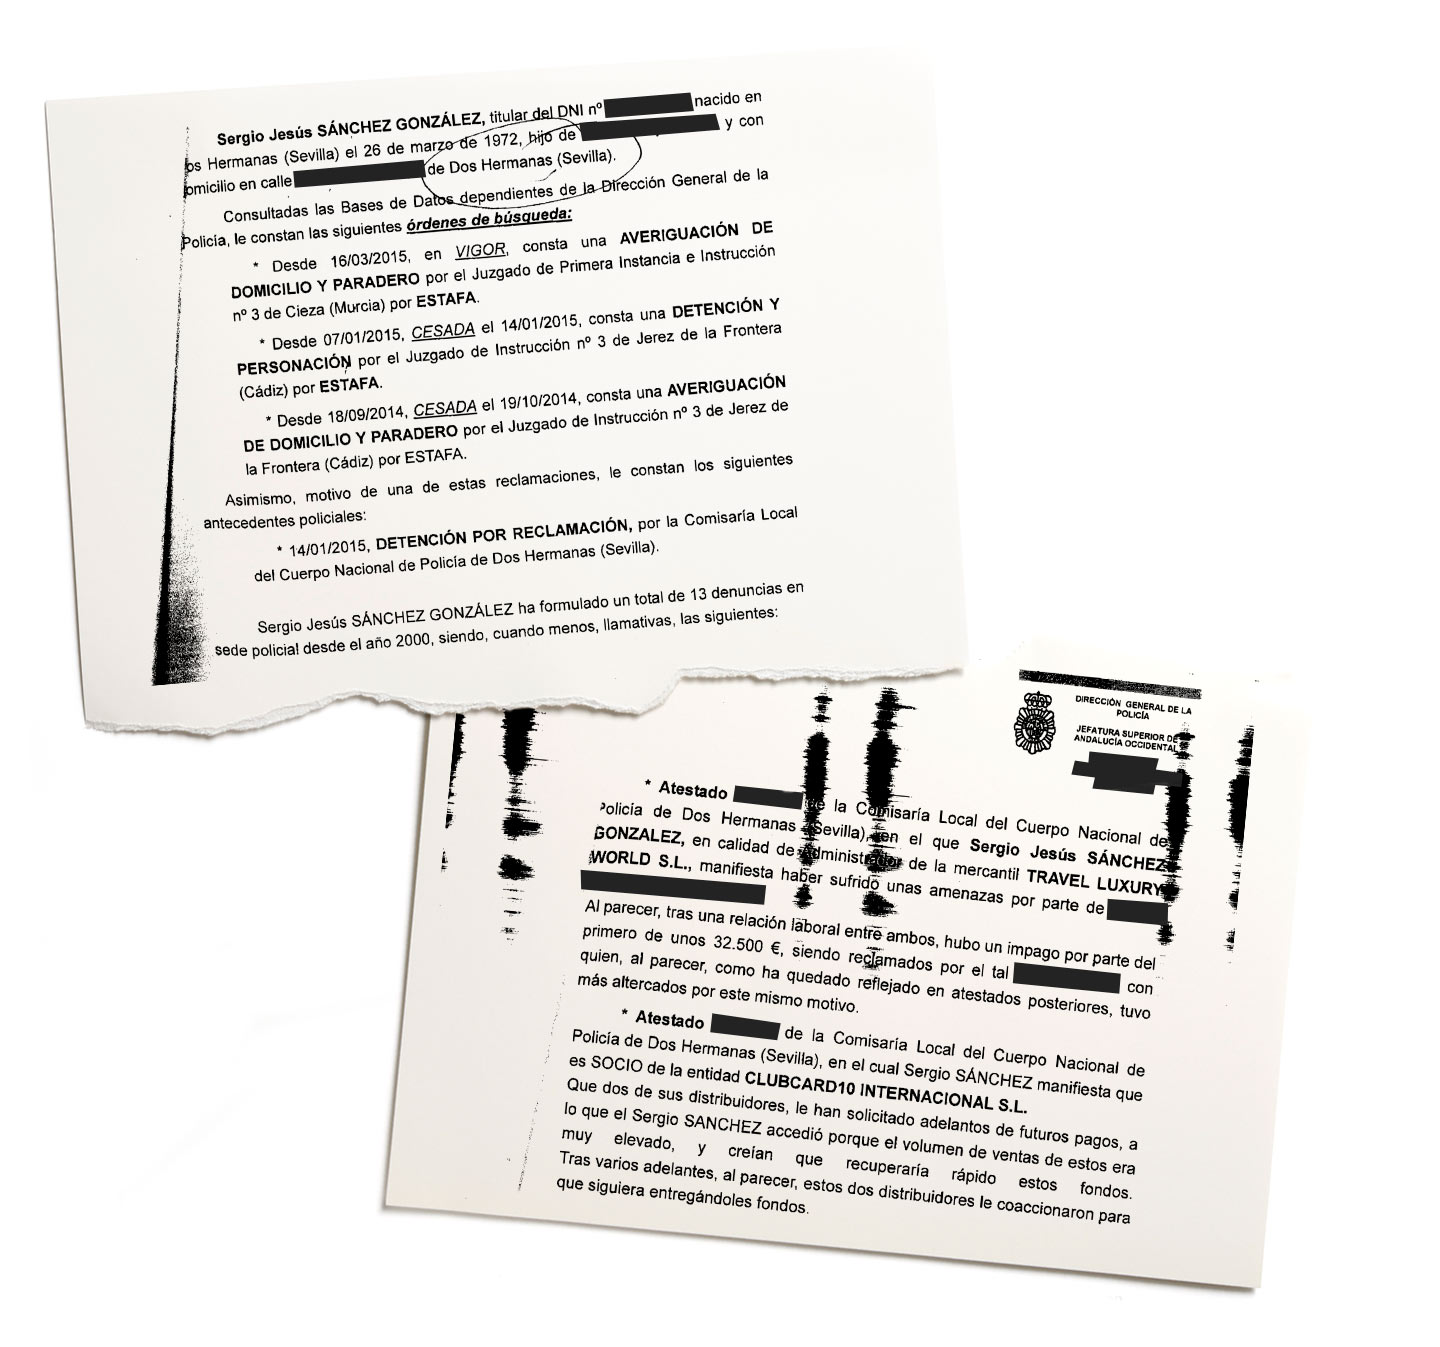 Sergio Jesús SÁNCHEZ GONZÁLEZ, titular del DNI nº nacido en
os Hermanas (Sevilla) el 26 de marzo de 1972, hijo de y con
omicilio en calle de Dos Hermanas (Sevilla).
Consultadas las Bases de Datos dependientes de la Dirección General de la
Policía, le constan las siguientes órdenes de búsqueda:
* Desde 16/03/2015, en VIGOR, consta una AVERIGUACIÓN DE
DOMICILIO Y PARADERO por el Juzgado de Primera Instancia e Instrucción
nº 3 de Cieza (Murcia) por ESTAFA.
* Desde 07/01/2015, CESADA el 14/01/2015, consta una DETENCIÓN Y
PERSONACIÓN por el Juzgado de Instrucción nº 3 de Jerez de la Frontera
(Cádiz) por ESTAFA.
* Desde 18/09/2014, CESADA el 19/10/2014, consta una AVERIGUACIÓN
DE DOMICILIO Y PARADERO por el Juzgado de Instrucción nº 3 de Jerez de
la Frontera (Cádiz) por ESTAFA.
Asimismo, motivo de una de estas reclamaciones, le constan los siguientes
antecedentes policiales:
* 14/01/2015, DETENCIÓN POR RECLAMACIÓN, por la Comisaría Local
del Cuerpo Nacional de Policía de Dos Hermanas (Sevilla).
Sergio Jesús SÁNCHEZ GONZÁLEZ ha formulado un total de 13 denuncias en
sede policial desde el año 2000, siendo, cuando menos, llamativas, las siguientes:
DIRECCIÓN GENERAL DE LA
POLICÍA
JEFATURA SUPERIOR DE
ANDALUCÍA OCCIDENTAL
* Atestado de la Comisaría Local del Cuerpo Nacional de
Policía de Dos Hermanas (Sevilla), en el que Sergio Jesús SÁNCHEZ
GONZALEZ, en calidad de Administrador de la mercantil TRAVEL LUXURY
WORLD S.L., manifiesta haber sufrido unas amenazas por parte de
Al parecer, tras una relación laboral entre ambos, hubo un impago por parte del
primero de unos 32.500 €, siendo reclamados por el tal con
quien, al parecer, como ha quedado reflejado en atestados posteriores, tuvo
más altercados por este mismo motivo.
* Atestado de la Comisaría Local del Cuerpo Nacional de
Policía de Dos Hermanas (Sevilla), en el cual Sergio SÁNCHEZ manifiesta que
es SOCIO de la entidad CLUBCARD10 INTERNACIONAL S.L.
Que dos de sus distribuidores, le han solicitado adelantos de futuros pagos, a
lo que el Sergio SANCHEZ accedió porque el volumen de ventas de estos era
muy elevado, y creían que recuperaría rápido estos fondos.
Tras varios adelantes, al parecer, estos dos distribuidores le coaccionaron para
que siguiera entregándoles fondos.